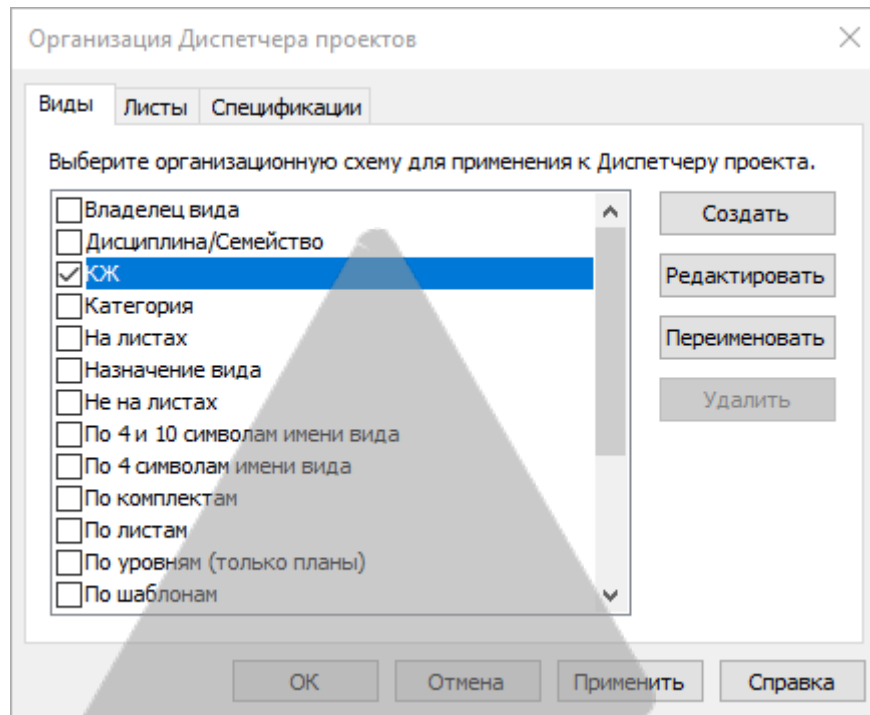 Организация Диспетчера проектов
Виды Листы Спецификации
Выберите организационную схему для применения к Диспетчеру проекта.
Владелец вида
Дисциплина/Семейство
КЖ
Категория
На листах
Назначение вида
Не на листах
По 4 и 10 символам имени вида
По 4 символам имени вида
По комплектам
По листам
По уровням (только планы)
По шаблонам
Создать
Редактировать
Переименовать
Удалить
ОК Отмена Применить Справка